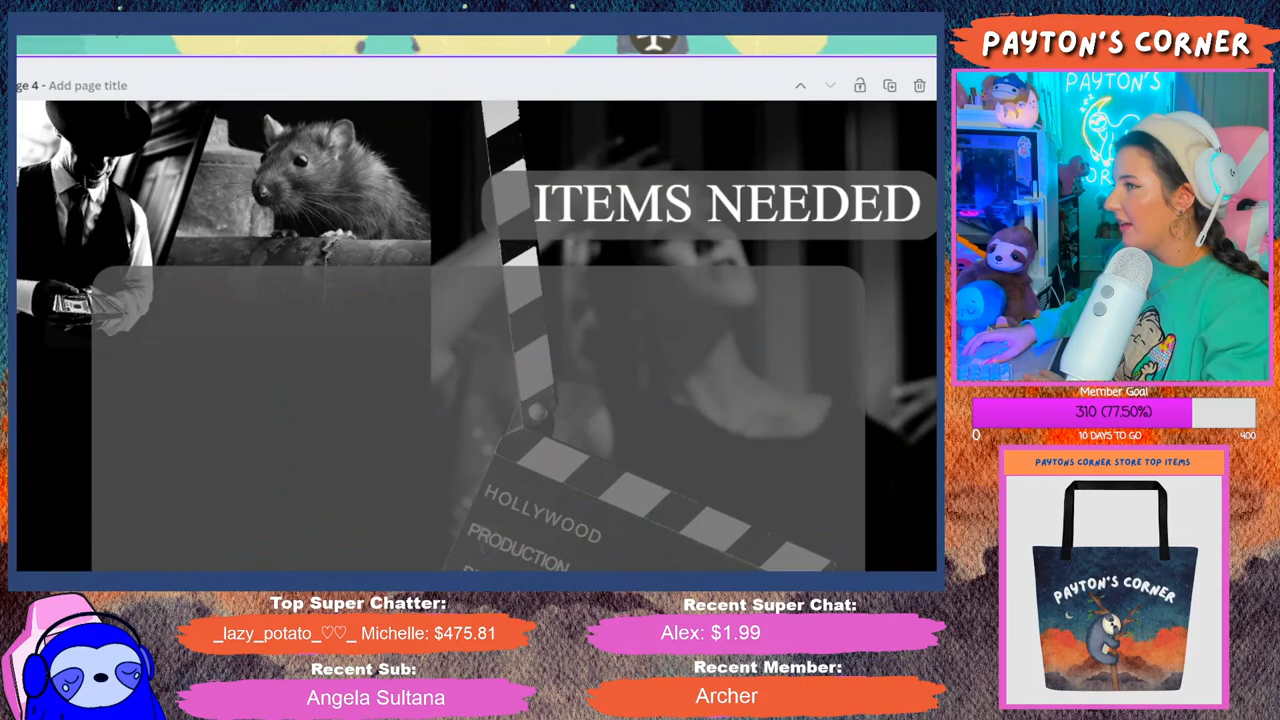 PAYTON'S CORNER
ge 4 - Add page title
PAYTON'S
ITEMS NEEDED
HOLLYWOOD
PRODUCTION
Member Goal
310 (77.50%)
0
10 DAYS TO GO
400
PAYTONS CORNER STORE TOP ITEMS
PAYTON'S CORNER
Top Super Chatter:
_lazy_potato_♡♡_ Michelle: $475.81
Recent Super Chat:
Alex: $1.99
Recent Sub:
Angela Sultana
Recent Member:
Archer